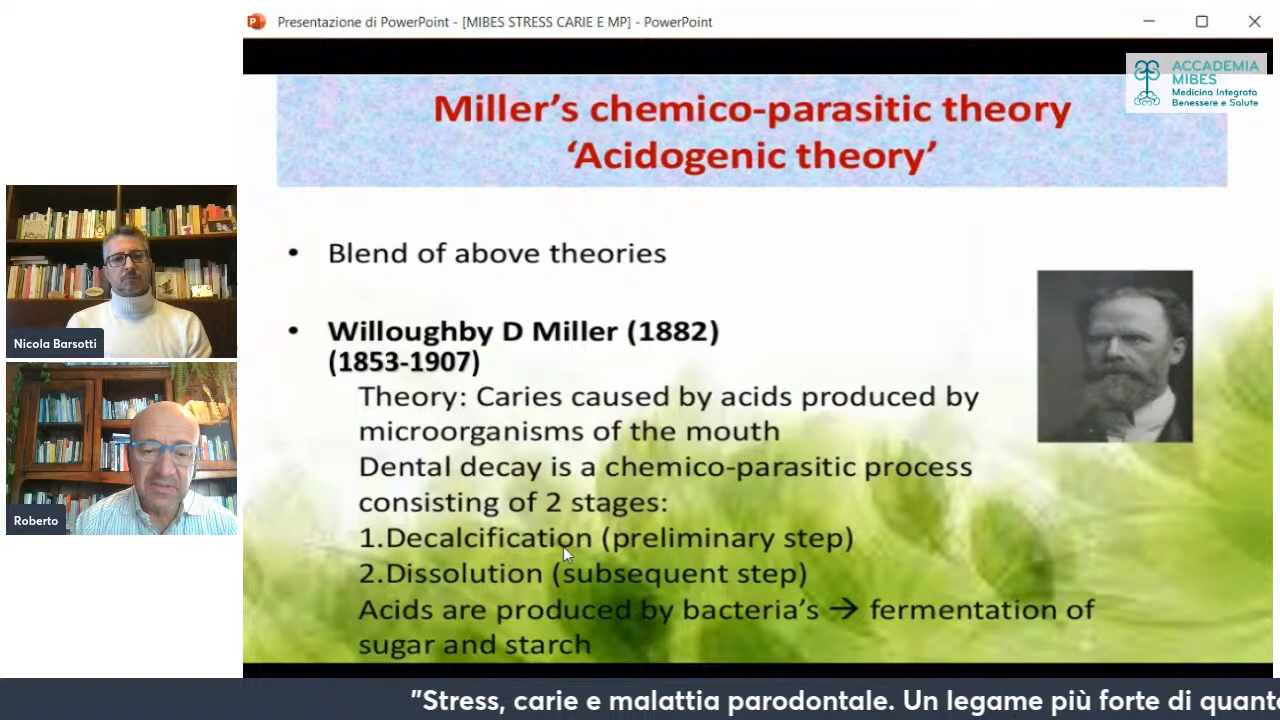 Presentazione di PowerPoint - [MIBES STRESS CARIE E MP] - PowerPoint
ACCADEMIA
MIBES
Medicina Integrata
Benessere e Salute
Miller's chemico-parasitic theory
'Acidogenic theory'
• Blend of above theories
• Willoughby D Miller (1882)
(1853-1907)
Theory: Caries caused by acids produced by
microorganisms of the mouth
Dental decay is a chemico-parasitic process
consisting of 2 stages:
1.Decalcification (preliminary step)
2.Dissolution (subsequent step)
Acids are produced by bacteria's → fermentation of
sugar and starch
Nicola Barsotti
Roberto
"Stress, carie e malattia parodontale. Un legame più forte di quant